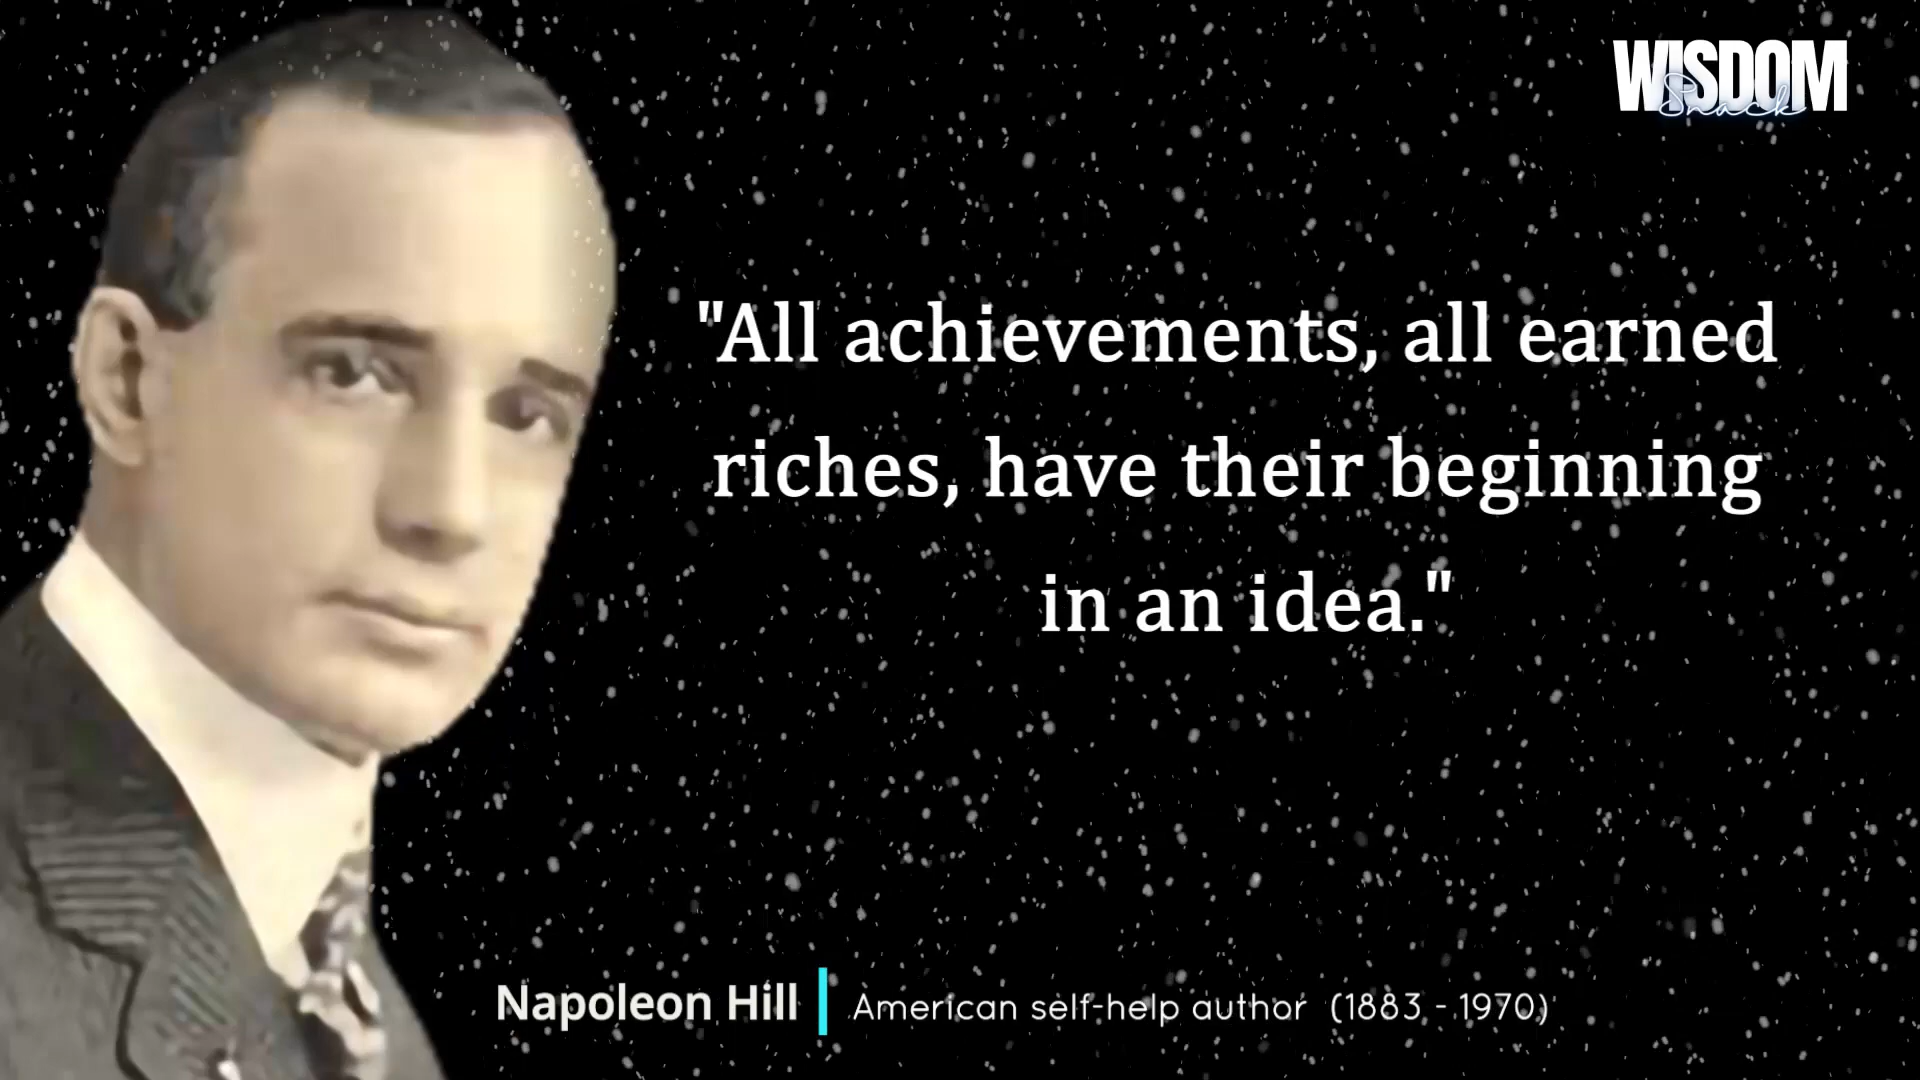 WISDOM
Snack
"All achievements, all earned
riches, have their beginning
in an idea."
Napoleon Hill
American self-help author (1883 - 1970)